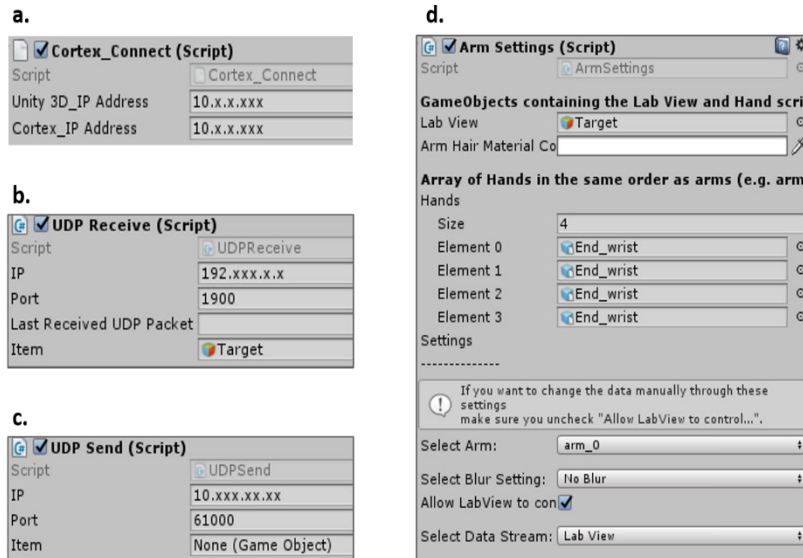 a.
Cortex_Connect (Script)
Script Cortex_Connect
Unity 3D_IP Address 10.x.x.xxx
Cortex_IP Address 10.x.x.xxx
b.
UDP Receive (Script)
Script UDPReceive
IP 192.xxx.x.x
Port 1900
Last Received UDP Packet
Item Target
c.
UDP Send (Script)
Script UDPSend
IP 10.xxx.xx.xx
Port 61000
Item None (Game Object)
d.
Arm Settings (Script)
Script ArmSettings
GameObjects containing the Lab View and Hand scri
Lab View Target
Arm Hair Material Co
Array of Hands in the same order as arms (e.g. arm
Hands
Size 4
Element 0 End_wrist
Element 1 End_wrist
Element 2 End_wrist
Element 3 End_wrist
Settings
-------------
If you want to change the data manually through these
settings
make sure you uncheck "Allow LabView to control...".
Select Arm: arm_0
Select Blur Setting: No Blur
Allow LabView to con
Select Data Stream: Lab View